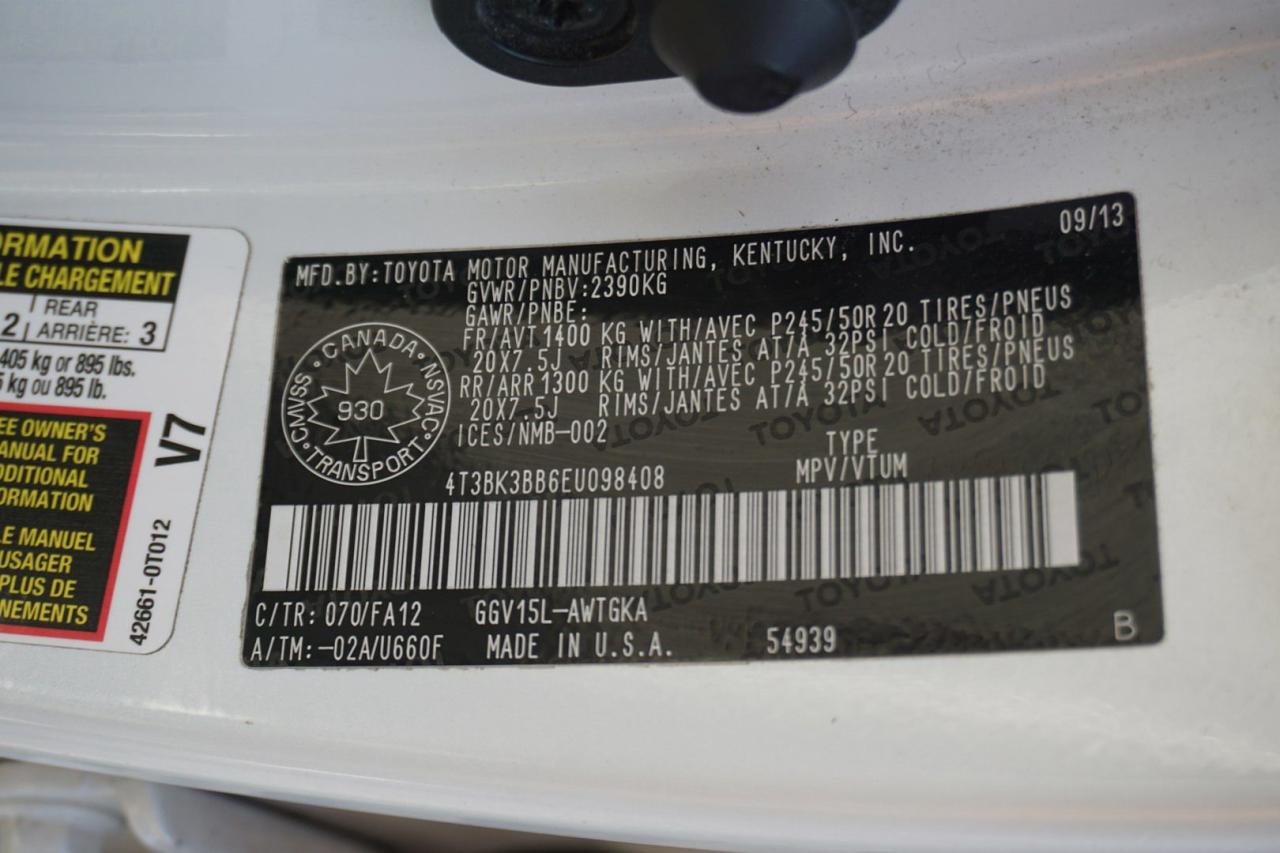 ORMATION
LE CHARGEMENT
2 REAR
ARRIÈRE: 3
405 kg or 895 lbs.
kg ou 895 lb.
EE OWNER'S
ANUAL FOR
DDITIONAL
ORMATION
LE MANUEL
USAGER
PLUS DE
NEMENTS
V7
42661-0T012
09/13
MFD.BY:TOYOTA MOTOR MANUFACTURING, KENTUCKY, INC.
GVWR/PNBV:2390KG
GAWR/PNBE:
FR/AVT1400 KG WITH/AVEC P245/50R20 TIRES/PNEUS
20X7.5J RIMS/JANTES AT/A 32PSI COLD/FROID
RR/ARR1300 KG WITH/AVEC P245/50R20 TIRES/PNEUS
20X7.5J RIMS/JANTES AT/A 32PSI COLD/FROID
ICES/NMB-002
CANADA
CMVSS 930 NSVAC
TRANSPORT
TYPE
4T3BK3BB6EU098408 MPV/VTUM
C/TR: 070/FA12 GGV15L-AWTGKA
A/TM:-02A/U660F MADE IN U.S.A. 54939 B